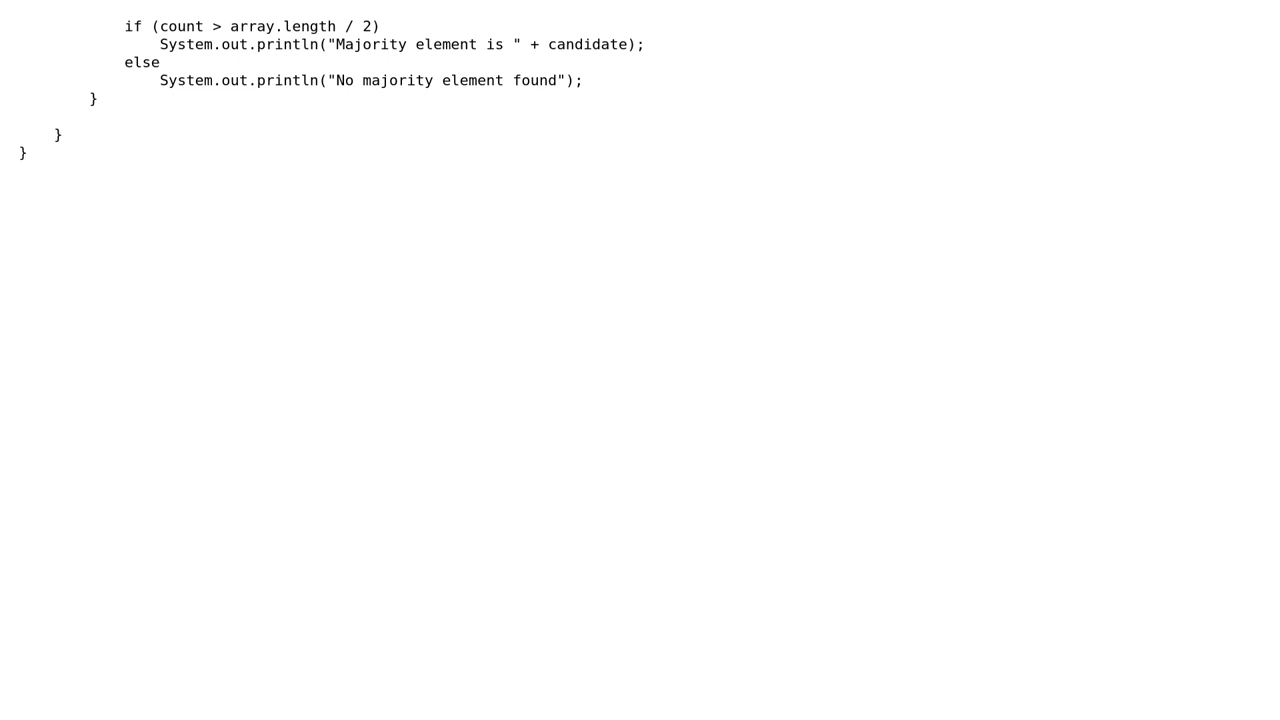 if (count > array.length / 2)
                System.out.println("Majority element is " + candidate);
            else
                System.out.println("No majority element found");
        }

    }
}